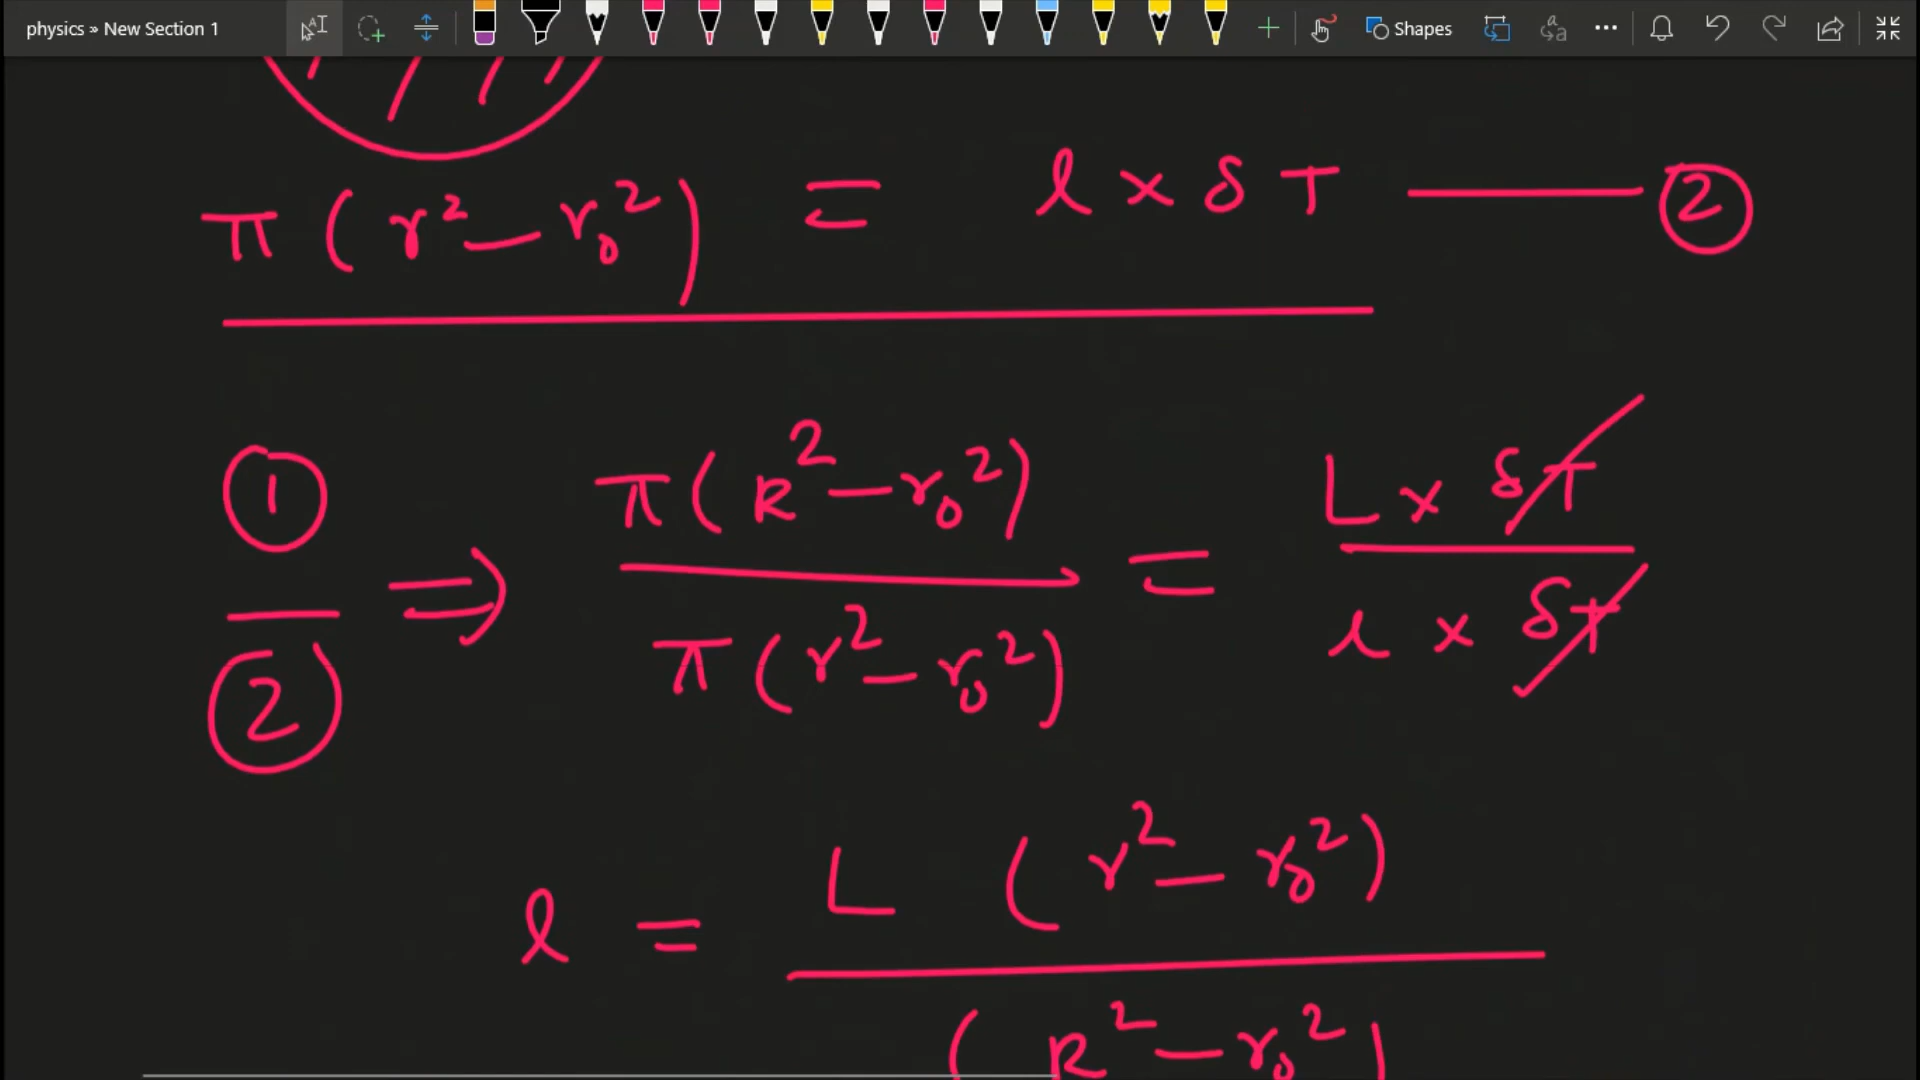 physics » New Section 1 Shapes
π(r²-r₀²) = l × δT — ②
① / ② ⇒ π(R²-r₀²) / π(r²-r₀²) = L × δT / l × δT
l = L (r²-r₀²) / (R²-r₀²)